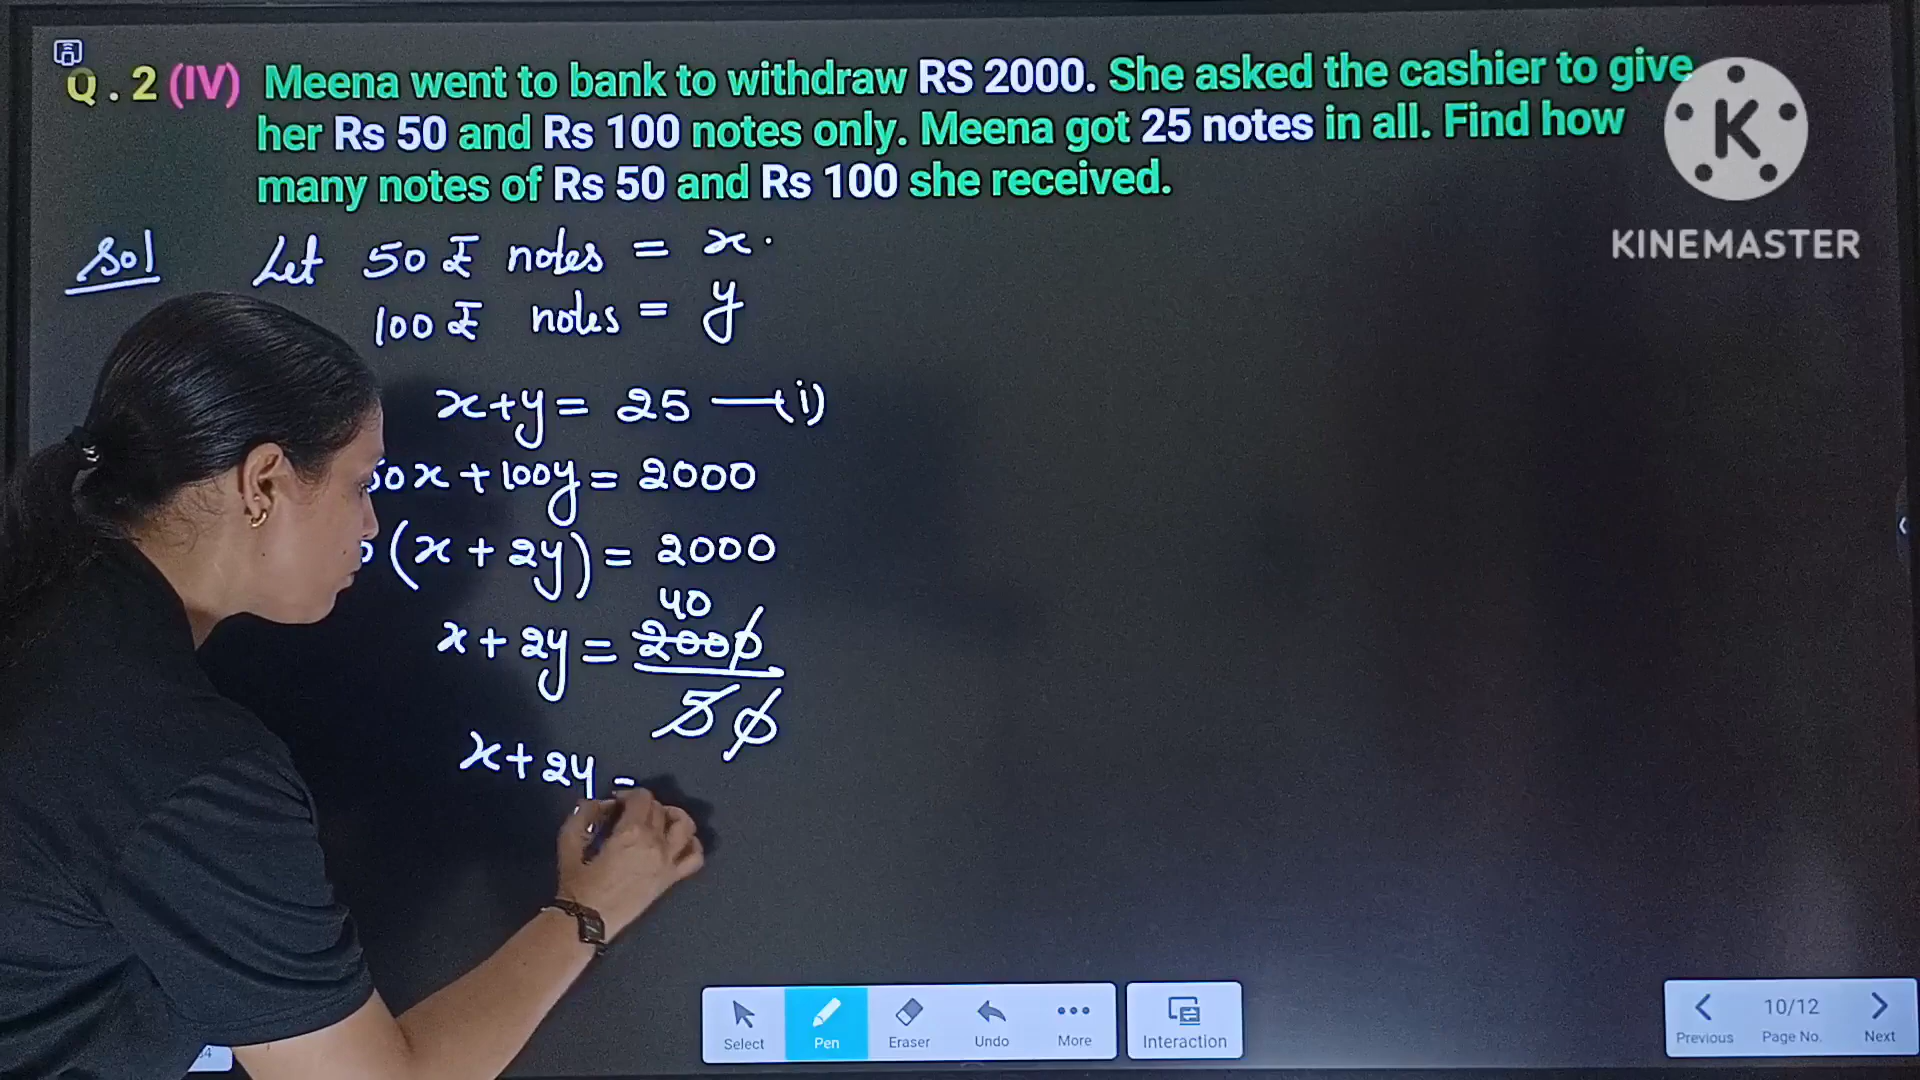 Q . 2 (IV) Meena went to bank to withdraw RS 2000. She asked the cashier to give
her Rs 50 and Rs 100 notes only. Meena got 25 notes in all. Find how
many notes of Rs 50 and Rs 100 she received.
K
KINEMASTER
Sol Let 50 ₹ notes = x.
100 ₹ notes = y
x+y = 25 —(i)
50x + 100y = 2000
(x + 2y) = 2000
40
x + 2y = 2000
50
x + 2y =
Select Pen Eraser Undo More Interaction
10/12
Previous Page No. Next